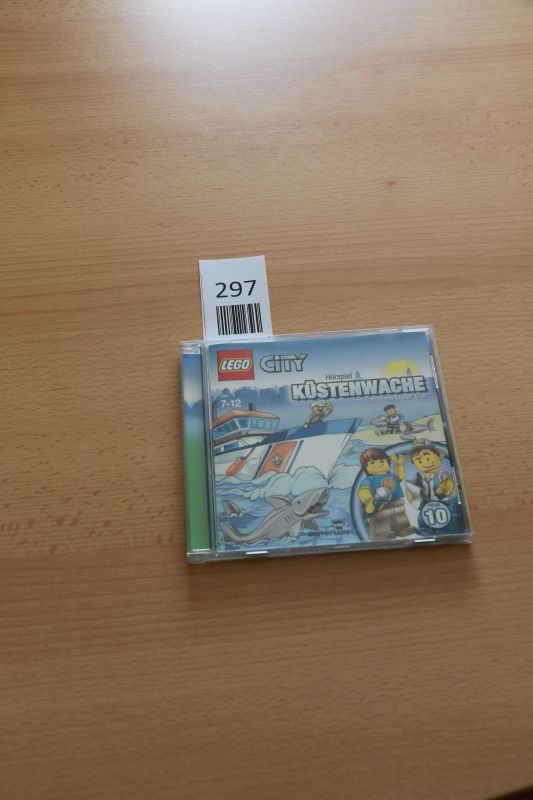 297
LEGO
CITY
Hörspiel
KÜSTENWACHE
7-12
10
universum